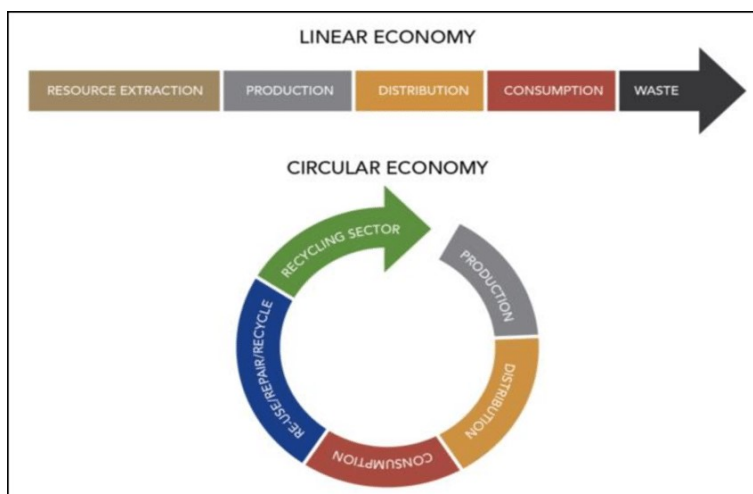 LINEAR ECONOMY
RESOURCE EXTRACTION
PRODUCTION
DISTRIBUTION
CONSUMPTION
WASTE
CIRCULAR ECONOMY
RECYCLING SECTOR
PRODUCTION
DISTRIBUTION
CONSUMPTION
RE-USE/REPAIR/RECYCLE